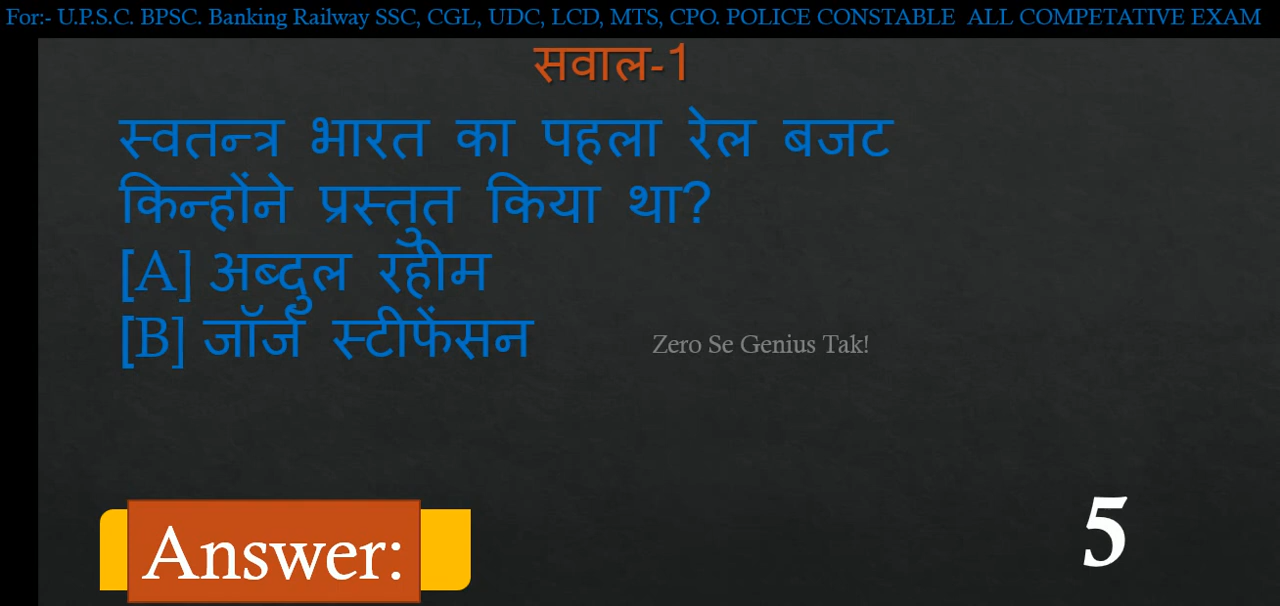 For:- U.P.S.C. BPSC. Banking Railway SSC, CGL, UDC, LCD, MTS, CPO. POLICE CONSTABLE ALL COMPETATIVE EXAM
सवाल-1
स्वतन्त्र भारत का पहला रेल बजट
किन्होंने प्रस्तुत किया था?
[A] अब्दुल रहीम
[B] जॉर्ज स्टीफेंसन
Zero Se Genius Tak!
Answer:
5